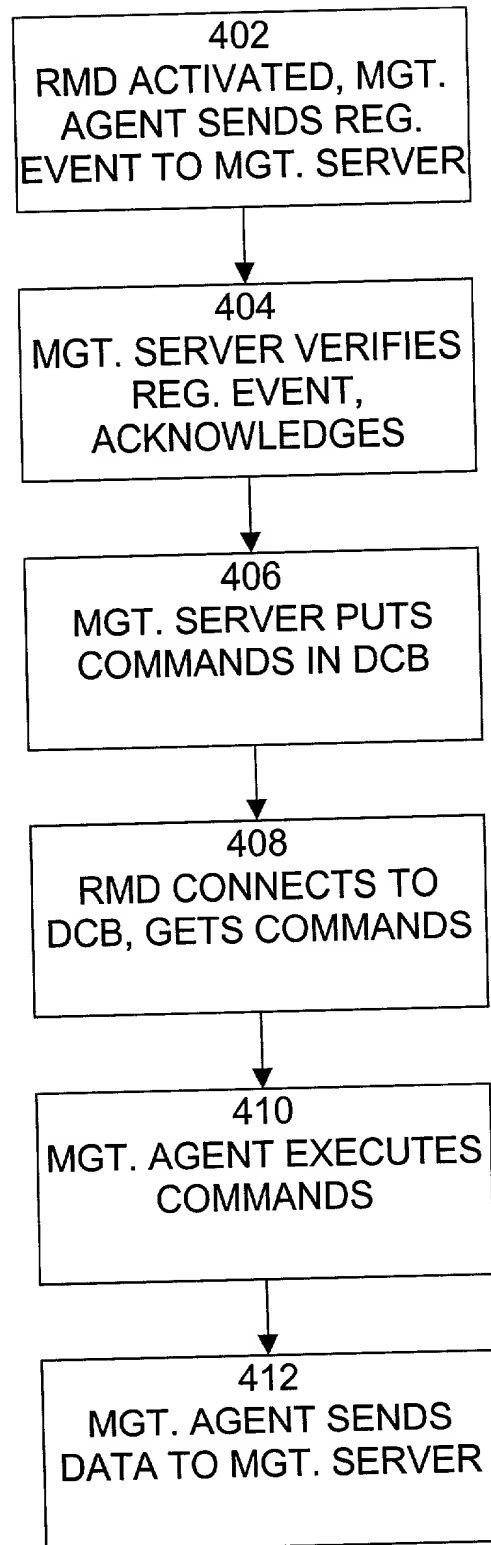 402
RMD ACTIVATED, MGT.
AGENT SENDS REG.
EVENT TO MGT. SERVER
404
MGT. SERVER VERIFIES
REG. EVENT,
ACKNOWLEDGES
406
MGT. SERVER PUTS
COMMANDS IN DCB
408
RMD CONNECTS TO
DCB, GETS COMMANDS
410
MGT. AGENT EXECUTES
COMMANDS
412
MGT. AGENT SENDS
DATA TO MGT. SERVER